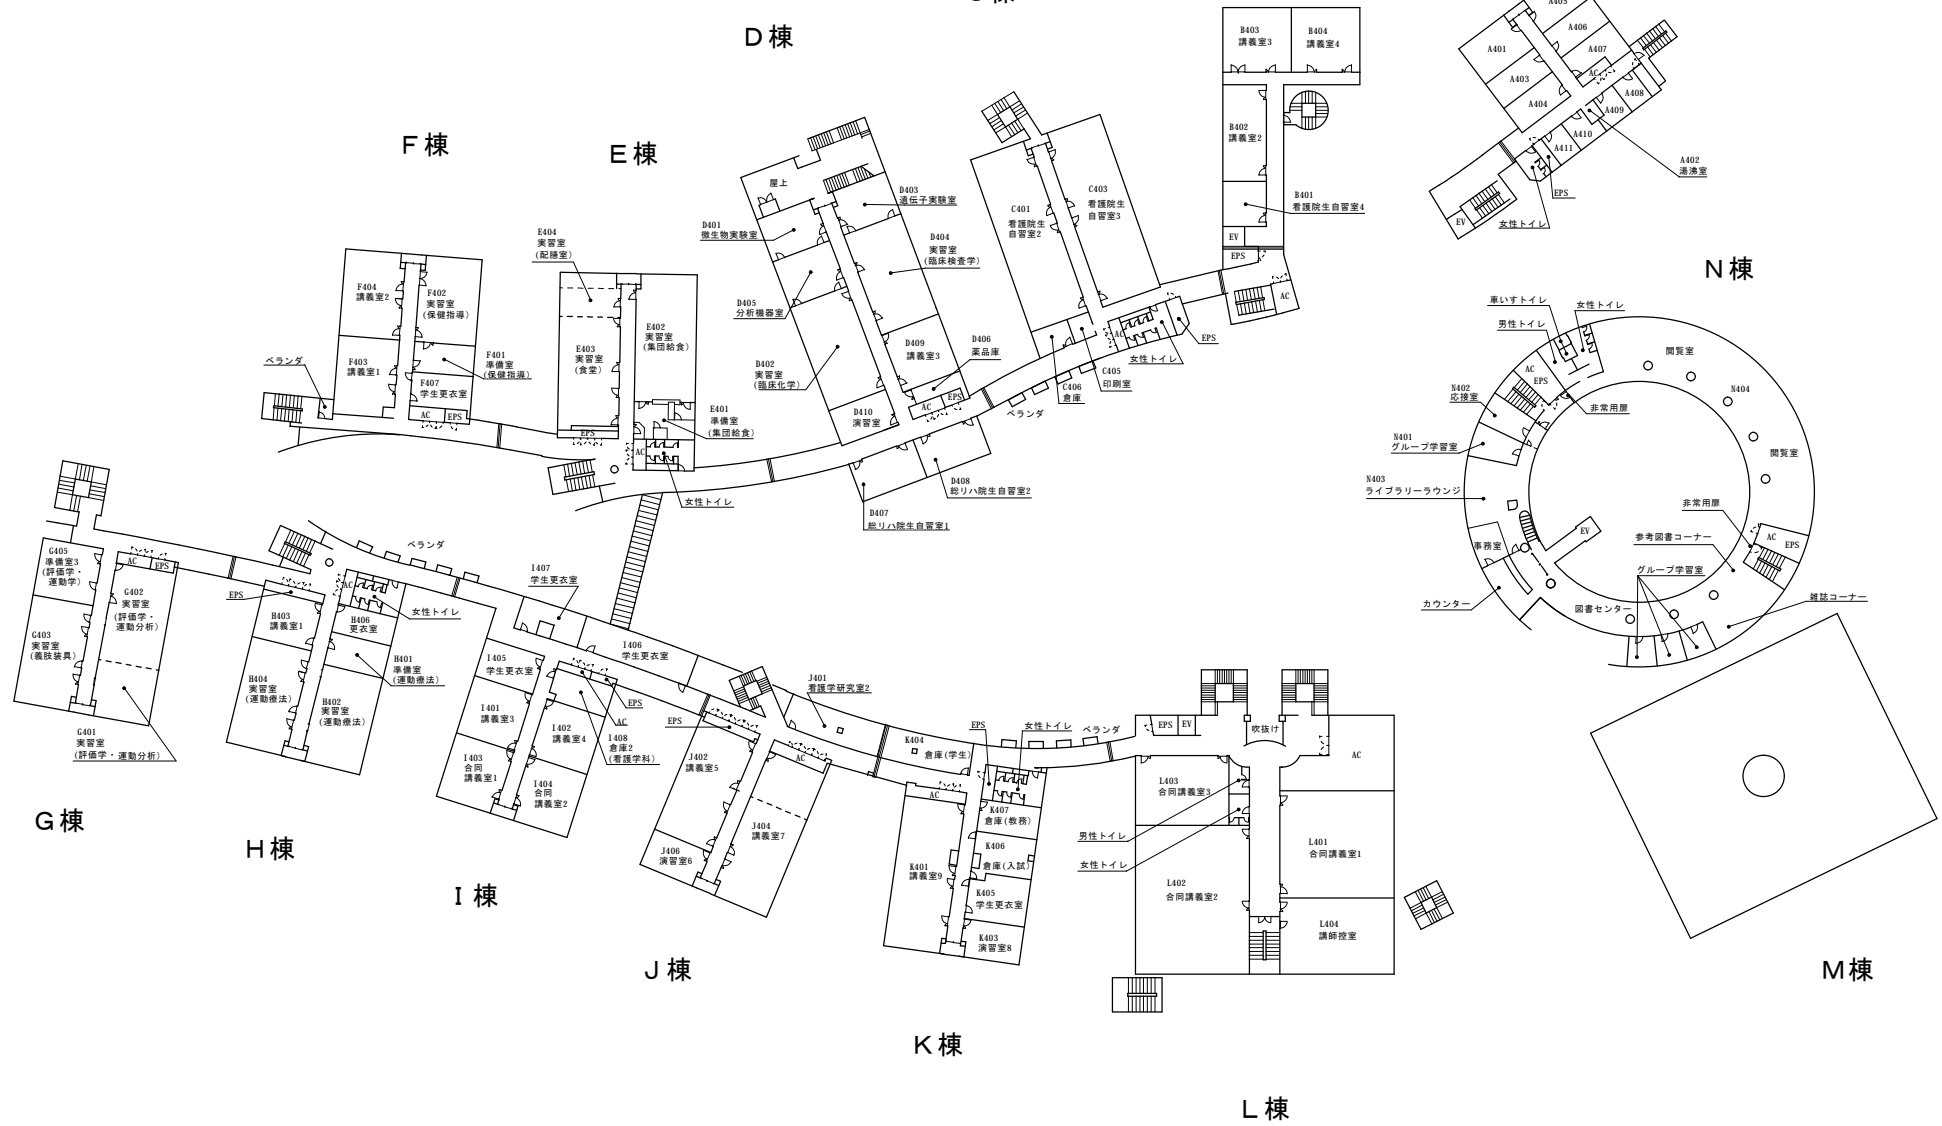 D棟
F棟
E棟
B403
講義室3
B404
講義室4
B402
講義室2
B401
看護院生自習室4
EV
EPS
AC
A405
A406
A407
A401
A403
A404
AC
A408
A409
A410
A411
A402
湯沸室
EPS
女性トイレ
EV
N棟
屋上
D403
遺伝子実験室
D401
微生物実験室
D404
実習室
(臨床検査学)
D405
分析機器室
D402
実習室
(臨床化学)
D409
講義室3
D406
薬品庫
D410
演習室
AC
EPS
D408
総リハ院生自習室2
D407
総リハ院生自習室1
C401
看護院生
自習室2
C403
看護院生
自習室3
C405
印刷室
C406
倉庫
AC
女性トイレ
EPS
ベランダ
E404
実習室
(配膳室)
E402
実習室
(集団給食)
E403
実習室
(食堂)
E401
準備室
(集団給食)
EPS
AC
女性トイレ
F404
講義室2
F402
実習室
(保健指導)
F403
講義室1
F401
準備室
(保健指導)
F407
学生更衣室
AC
EPS
ベランダ
車いすトイレ
男性トイレ
女性トイレ
閲覧室
N404
閲覧室
AC
EPS
N402
応接室
非常用扉
N401
グループ学習室
N403
ライブラリーラウンジ
非常用扉
EV
AC
EPS
事務室
参考図書コーナー
グループ学習室
カウンター
図書センター
雑誌コーナー
G405
準備室3
(評価学・
運動学)
AC
EPS
G402
実習室
(評価学・
運動分析)
G403
実習室
(義肢装具)
G401
実習室
(評価学・運動分析)
G棟
ベランダ
EPS
AC
女性トイレ
H403
講義室1
H406
更衣室
H401
準備室
(運動療法)
H404
実習室
(運動療法)
H402
実習室
(運動療法)
H棟
I407
学生更衣室
I406
学生更衣室
I405
学生更衣室
EPS
AC
I401
講義室3
I402
講義室4
I408
倉庫2
(看護学科)
I403
合同
講義室1
I404
合同
講義室2
I棟
J401
看護学研究室2
EPS
AC
J402
講義室5
J404
講義室7
J406
演習室6
J棟
K404
倉庫(学生)
EPS
女性トイレ
ベランダ
AC
K407
倉庫(教務)
K406
倉庫(入試)
K401
講義室9
K405
学生更衣室
K403
演習室8
K棟
EPS
EV
吹抜け
AC
L403
合同講義室3
男性トイレ
女性トイレ
L401
合同講義室1
L402
合同講義室2
L404
講師控室
L棟
M棟